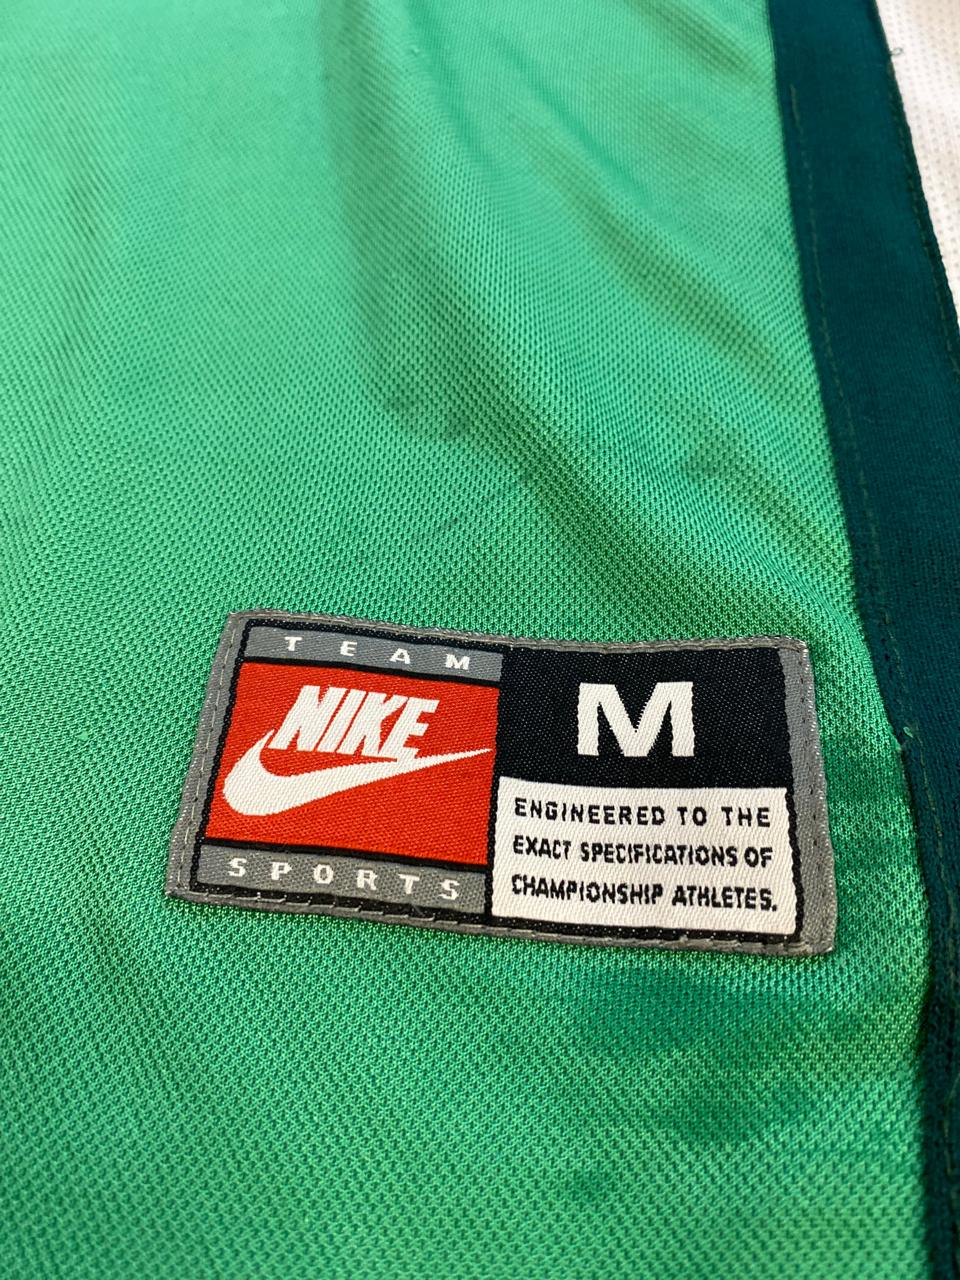 TEAM
NIKE
SPORTS
M
ENGINEERED TO THE
EXACT SPECIFICATIONS OF
CHAMPIONSHIP ATHLETES.